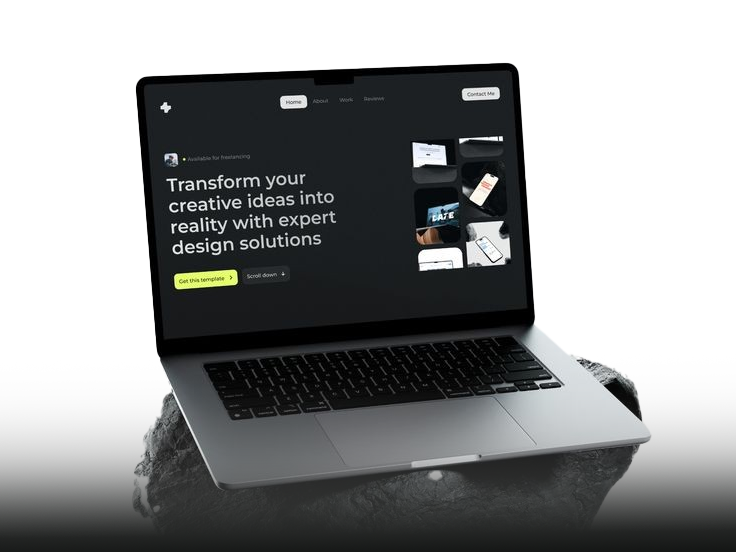 Home
About
Work
Reviews
Contact Me
Available for freelancing
Transform your
creative ideas into
reality with expert
design solutions
Get this template
Scroll down